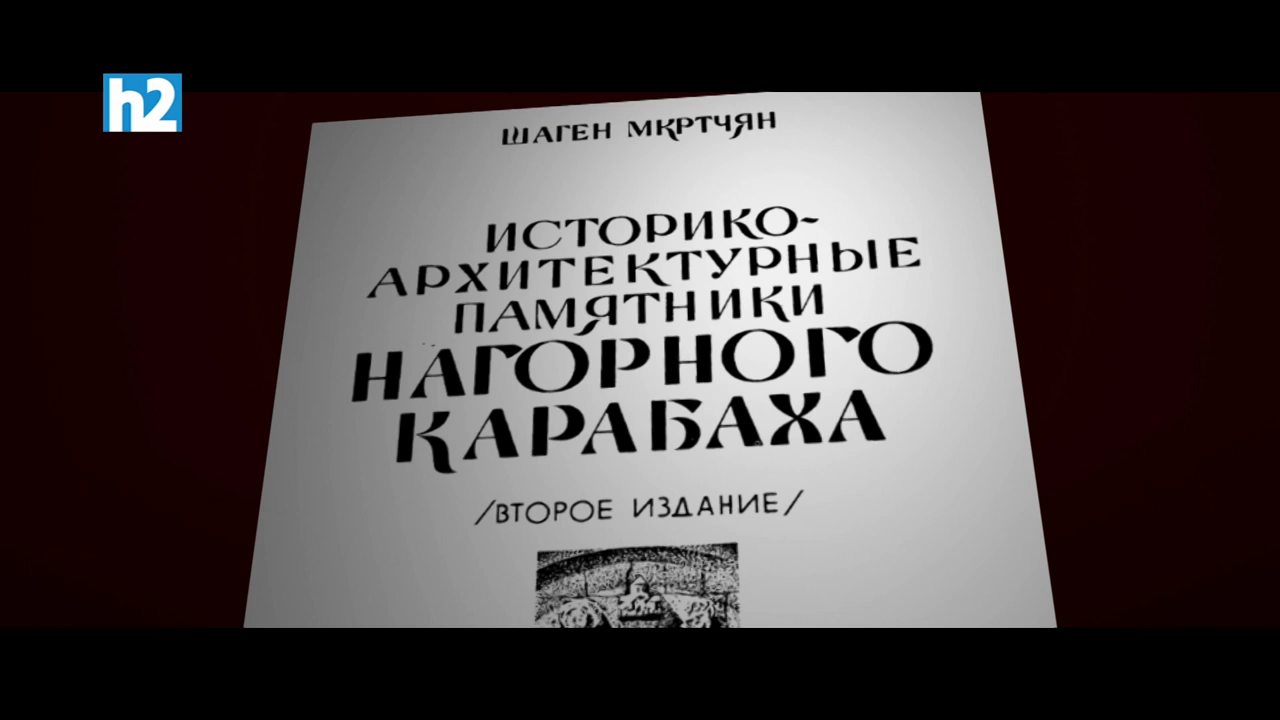 h2
ШАГЕН МКРТЧЯН
ИСТОРИКО-
АРХИТЕКТУРНЫЕ
ПАМЯТНИКИ
НАГОРНОГО
КАРАБАХА
/ВТОРОЕ ИЗДАНИЕ/